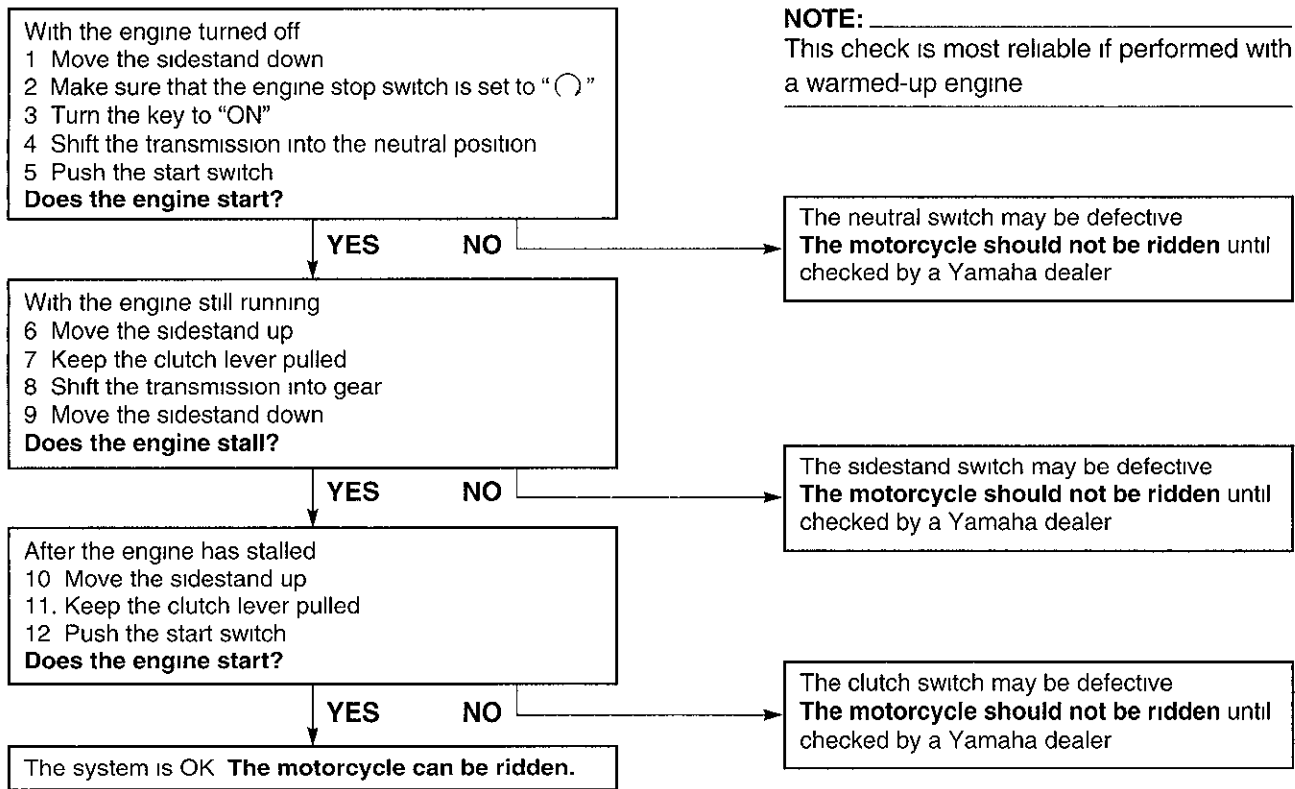 With the engine turned off
1 Move the sidestand down
2 Make sure that the engine stop switch is set to “ ”
3 Turn the key to “ON”
4 Shift the transmission into the neutral position
5 Push the start switch
Does the engine start?
NOTE:
This check is most reliable if performed with
a warmed-up engine
YES NO
The neutral switch may be defective
The motorcycle should not be ridden until
checked by a Yamaha dealer
With the engine still running
6 Move the sidestand up
7 Keep the clutch lever pulled
8 Shift the transmission into gear
9 Move the sidestand down
Does the engine stall?
YES NO
The sidestand switch may be defective
The motorcycle should not be ridden until
checked by a Yamaha dealer
After the engine has stalled
10 Move the sidestand up
11. Keep the clutch lever pulled
12 Push the start switch
Does the engine start?
YES NO
The clutch switch may be defective
The motorcycle should not be ridden until
checked by a Yamaha dealer
The system is OK The motorcycle can be ridden.